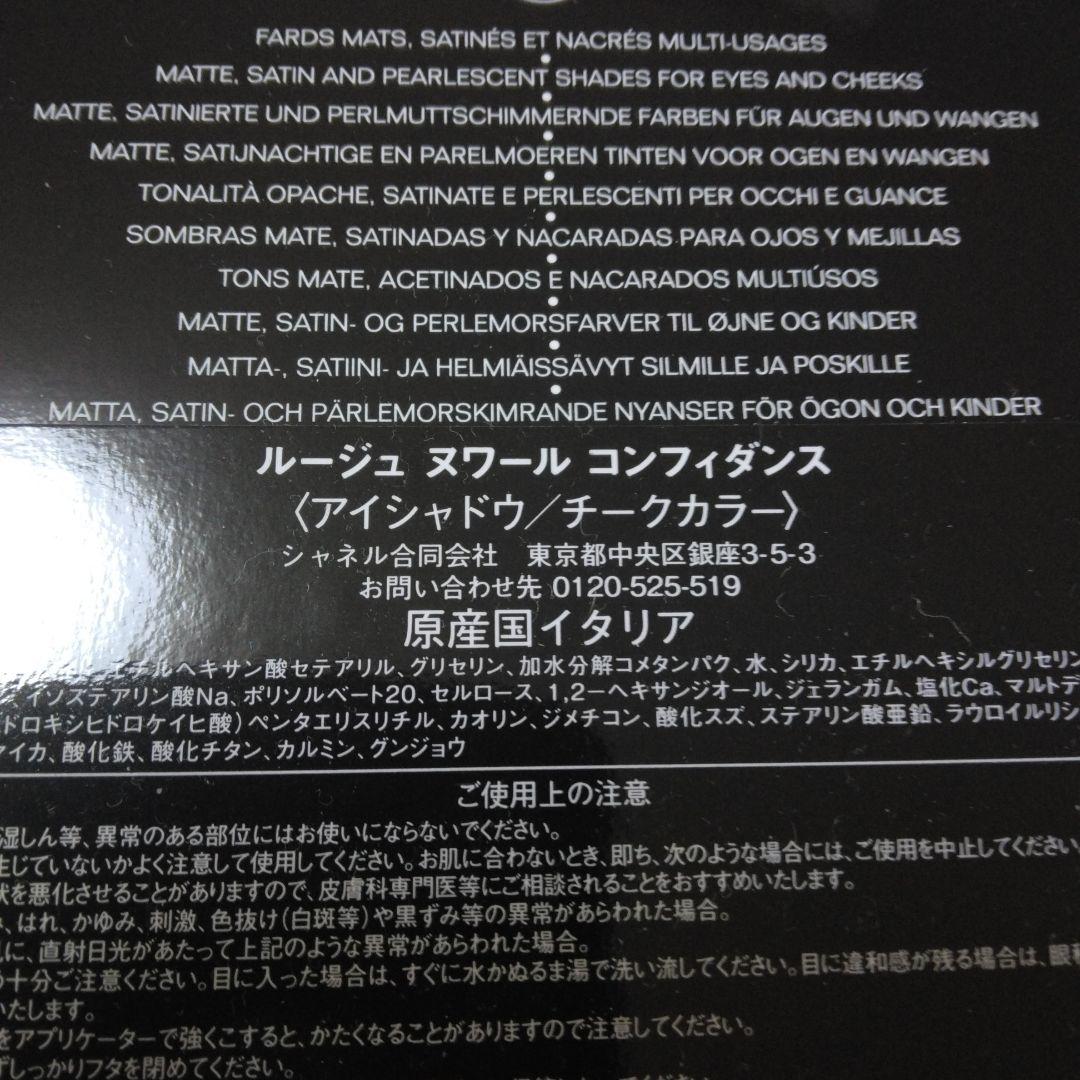 FARDS MATS, SATINÉS ET NACRÉS MULTI-USAGES
MATTE, SATIN AND PEARLESCENT SHADES FOR EYES AND CHEEKS
MATTE, SATINIERTE UND PERLMUTTSCHIMMERNDE FARBEN FÜR AUGEN UND WANGEN
MATTE, SATIJNACHTIGE EN PARELMOEREN TINTEN VOOR OGEN EN WANGEN
TONALITÀ OPACHE, SATINATE E PERLESCENTI PER OCCHI E GUANCE
SOMBRAS MATE, SATINADAS Y NACARADAS PARA OJOS Y MEJILLAS
TONS MATE, ACETINADOS E NACARADOS MULTIÚSOS
MATTE, SATIN- OG PERLEMORSFARVER TIL ØJNE OG KINDER
MATTA-, SATIINI- JA HELMIÄISSÄVYT SILMILLE JA POSKILLE
MATTA, SATIN- OCH PÄRLEMORSKIMRANDE NYANSER FÖR ÖGON OCH KINDER
ルージュ ヌワール コンフィダンス
〈アイシャドウ／チークカラー〉
シャネル合同会社 東京都中央区銀座3-5-3
お問い合わせ先 0120-525-519
原産国イタリア
エチルヘキサン酸セテアリル、グリセリン、加水分解コメタンパク、水、シリカ、エチルヘキシルグリセリン
イソステアリン酸Na、ポリソルベート20、セルロース、1,2－ヘキサンジオール、ジェランガム、塩化Ca、マルトデ
ドロキシヒドロケイヒ酸）ペンタエリスリチル、カオリン、ジメチコン、酸化スズ、ステアリン酸亜鉛、ラウロイルリシ
マイカ、酸化鉄、酸化チタン、カルミン、グンジョウ
ご使用上の注意
湿しん等、異常のある部位にはお使いにならないでください。
生じていないかよく注意して使用してください。お肌に合わないとき、即ち、次のような場合には、ご使用を中止してください。
状を悪化させることがありますので、皮膚科専門医等にご相談されることをおすすめいたします。
、はれ、かゆみ、刺激、色抜け（白斑等）や黒ずみ等の異常があらわれた場合。
に、直射日光があたって上記のような異常があらわれた場合。
十分ご注意ください。目に入った場合は、すぐに水かぬるま湯で洗い流してください。目に違和感が残る場合は、眼科
いたします。
をアプリケーターで強くこすると、かたくなることがありますので注意してください。
ずしっかりフタを閉めてください。